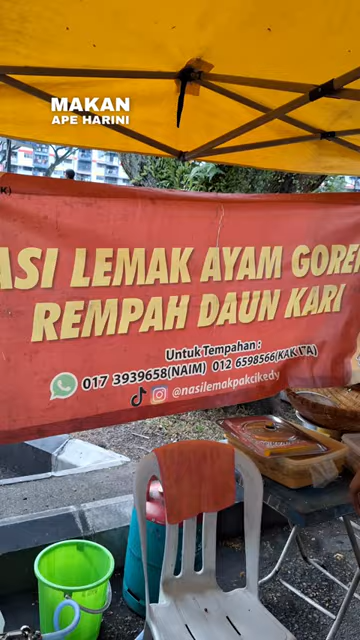 MAKAN
APE HARINI
K)
ASI LEMAK AYAM GORE
REMPAH DAUN KARI
Untuk Tempahan :
017 3939658(NAIM) 012 6598566(KAK ITA)
@nasilemakpakcikedy